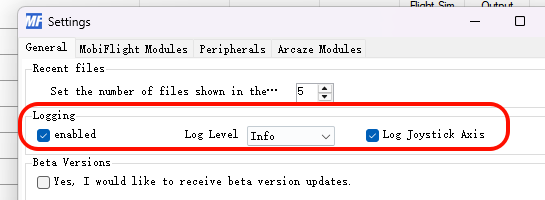 Flight Sim Output
MF Settings
General MobiFlight Modules Peripherals Arcaze Modules
Recent files
Set the number of files shown in the… 5
Logging
enabled Log Level Info Log Joystick Axis
Beta Versions
Yes, I would like to receive beta version updates.